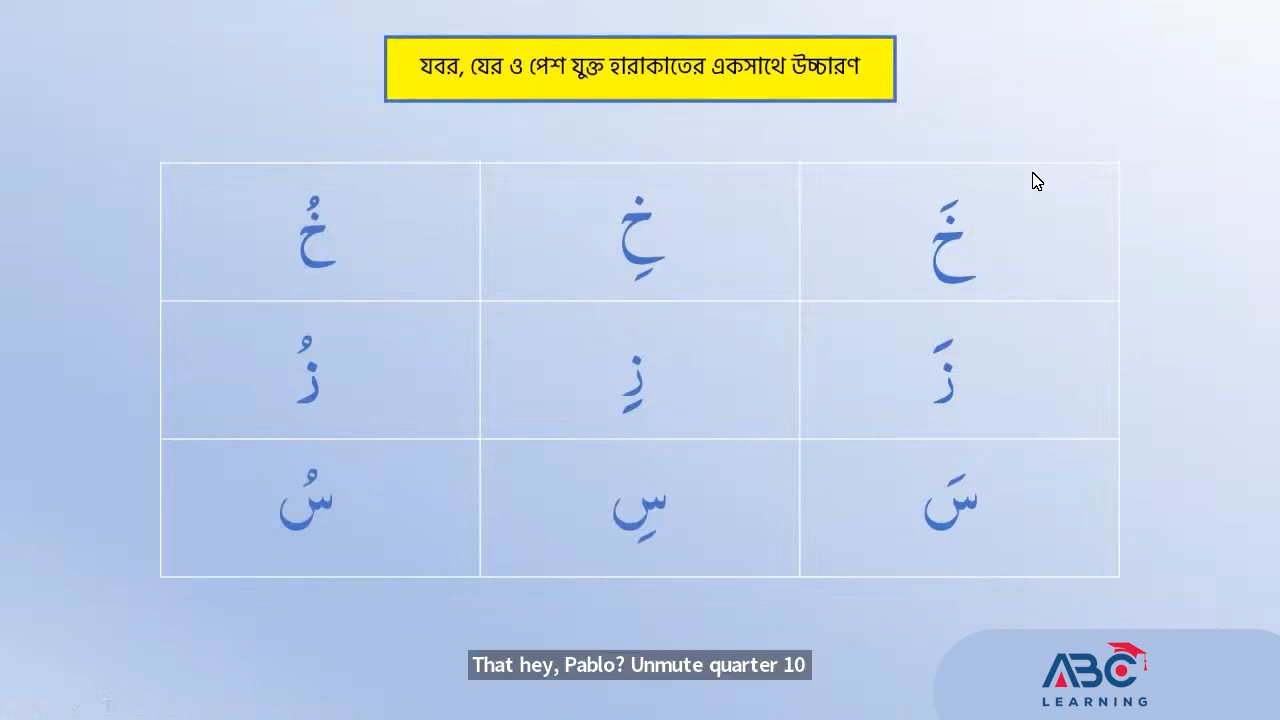 যবর, যের ও পেশ যুক্ত হারাকাতের একসাথে উচ্চারণ
خَ خِ خُ
زَ زِ زُ
سَ سِ سُ
That hey, Pablo? Unmute quarter 10
ABC
LEARNING